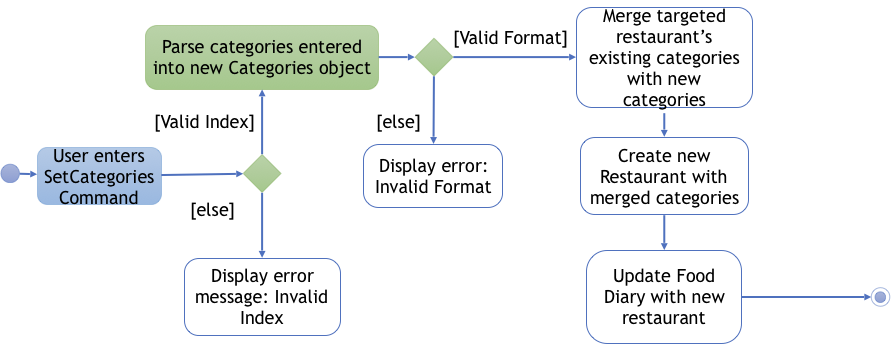 User enters
SetCategories
Command
[Valid Index]
[else]
Display error
message: Invalid
Index
Parse categories entered
into new Categories object
[Valid Format]
[else]
Display error:
Invalid Format
Merge targeted
restaurant’s
existing categories
with new
categories
Create new
Restaurant with
merged categories
Update Food
Diary with new
restaurant